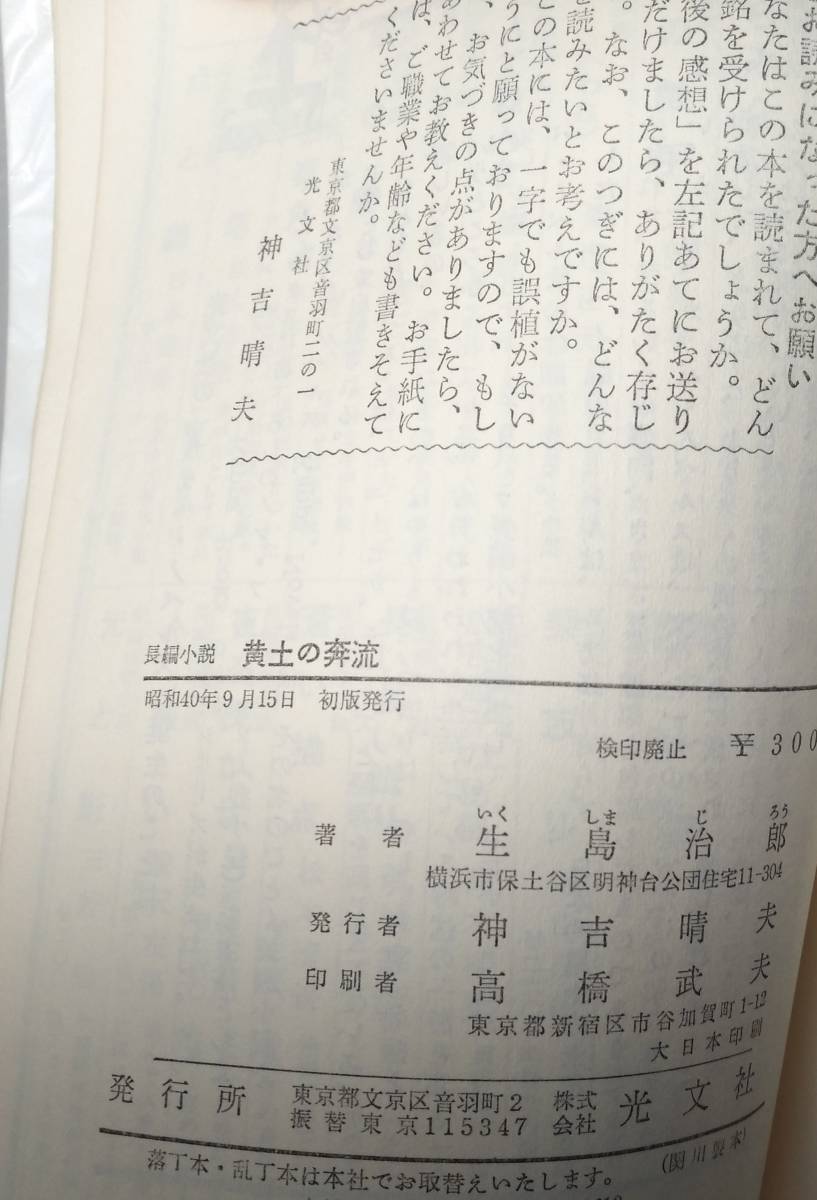 お読みになった方へお願い
なたはこの本を読まれて、どん
銘を受けられたでしょうか。
後の感想」を左記あてにお送り
だけましたら、ありがたく存じ
。なお、このつぎには、どんな
を読みたいとお考えですか。
この本には、一字でも誤植がない
うにと願っておりますので、もし
、お気づきの点がありましたら、
あわせてお教えください。お手紙に
は、ご職業や年齢なども書きそえて
くださいませんか。
東京都文京区音羽町二の一
光文社
神吉晴夫
長編小説 黄土の奔流
昭和40年9月15日 初版発行
検印廃止 ¥300
著者 生島治郎
いくしまじろう
横浜市保土谷区明神台公団住宅11-304
発行者 神吉晴夫
印刷者 高橋武夫
東京都新宿区市谷加賀町1-12
大日本印刷
発行所 東京都文京区音羽町2 株式会社 光文社
振替東京115347
落丁本・乱丁本は本社でお取替えいたします。 (関川製本)